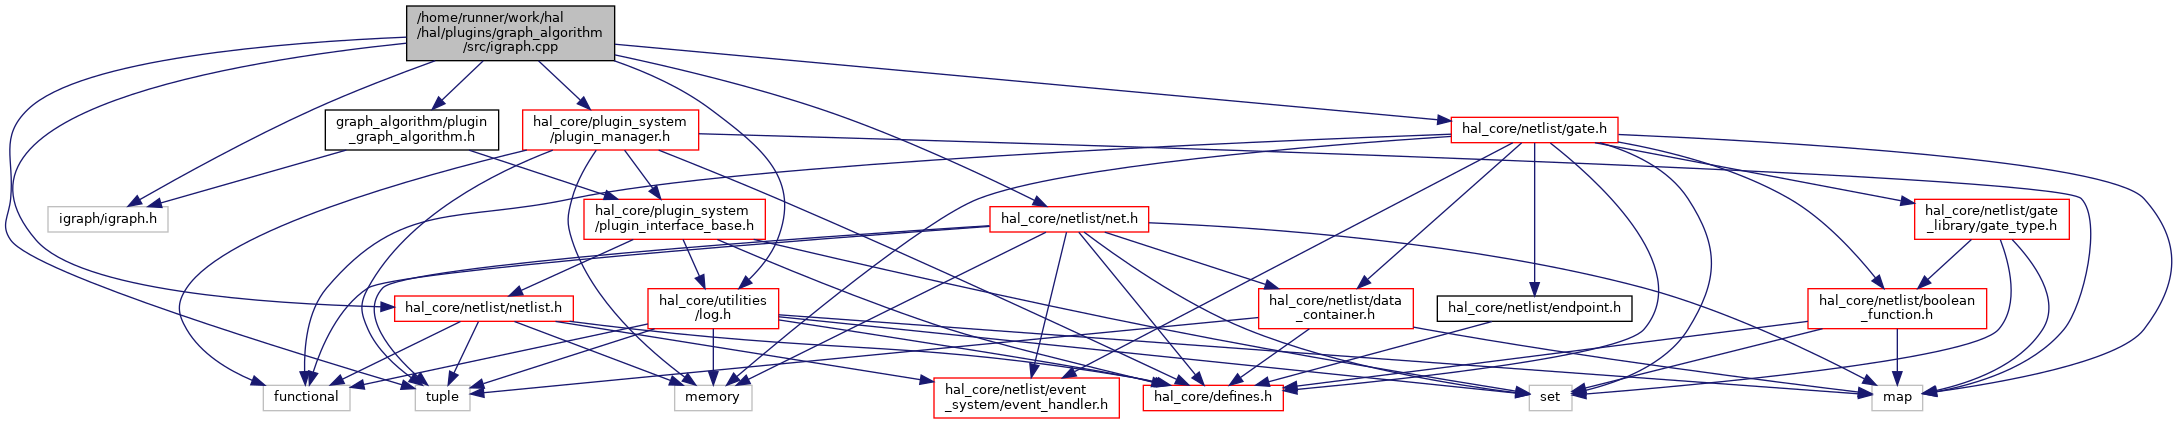 /home/runner/work/hal
/hal/plugins/graph_algorithm
/src/igraph.cpp
graph_algorithm/plugin
_graph_algorithm.h
hal_core/plugin_system
/plugin_manager.h
hal_core/netlist/gate.h
igraph/igraph.h
hal_core/plugin_system
/plugin_interface_base.h
hal_core/netlist/net.h
hal_core/netlist/gate
_library/gate_type.h
hal_core/netlist/netlist.h
hal_core/utilities
/log.h
hal_core/netlist/data
_container.h
hal_core/netlist/endpoint.h
hal_core/netlist/boolean
_function.h
functional
tuple
memory
hal_core/netlist/event
_system/event_handler.h
hal_core/defines.h
set
map